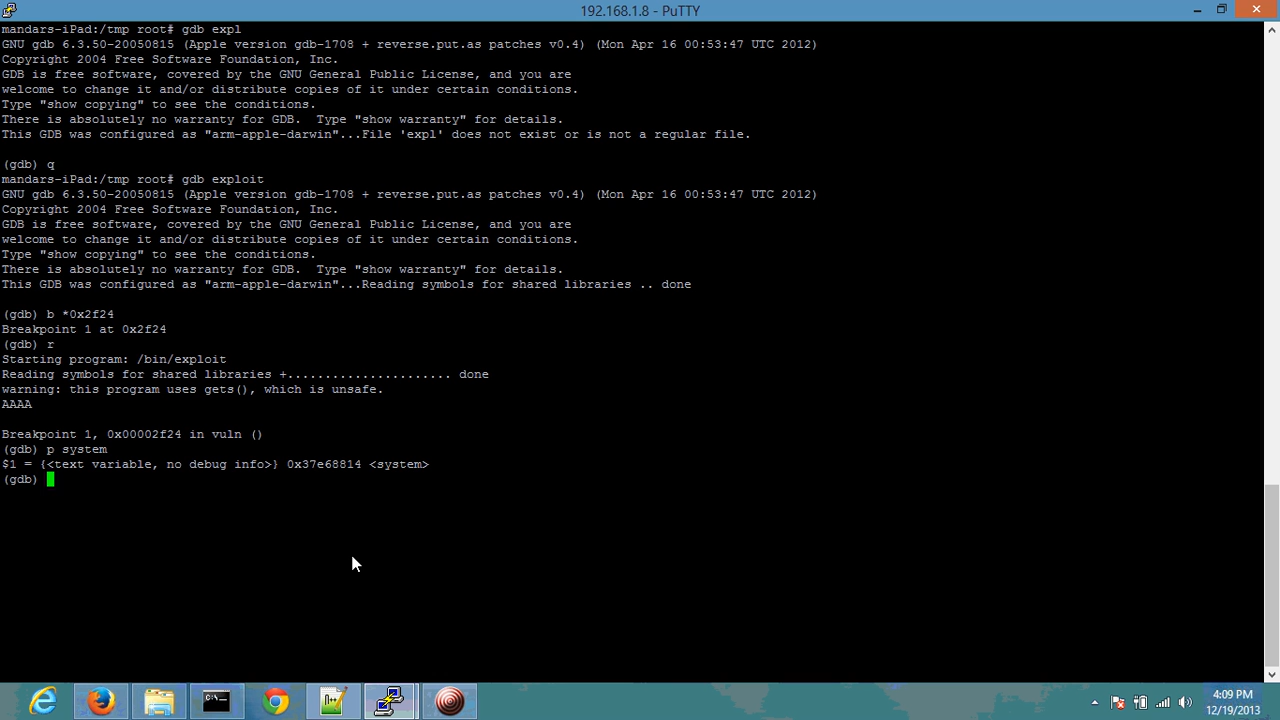 192.168.1.8 - PuTTY
mandars-iPad:/tmp root# gdb expl
GNU gdb 6.3.50-20050815 (Apple version gdb-1708 + reverse.put.as patches v0.4) (Mon Apr 16 00:53:47 UTC 2012)
Copyright 2004 Free Software Foundation, Inc.
GDB is free software, covered by the GNU General Public License, and you are
welcome to change it and/or distribute copies of it under certain conditions.
Type "show copying" to see the conditions.
There is absolutely no warranty for GDB.  Type "show warranty" for details.
This GDB was configured as "arm-apple-darwin"...File 'expl' does not exist or is not a regular file.
(gdb) q
mandars-iPad:/tmp root# gdb exploit
GNU gdb 6.3.50-20050815 (Apple version gdb-1708 + reverse.put.as patches v0.4) (Mon Apr 16 00:53:47 UTC 2012)
Copyright 2004 Free Software Foundation, Inc.
GDB is free software, covered by the GNU General Public License, and you are
welcome to change it and/or distribute copies of it under certain conditions.
Type "show copying" to see the conditions.
There is absolutely no warranty for GDB.  Type "show warranty" for details.
This GDB was configured as "arm-apple-darwin"...Reading symbols for shared libraries .. done
(gdb) b *0x2f24
Breakpoint 1 at 0x2f24
(gdb) r
Starting program: /bin/exploit
Reading symbols for shared libraries +...................... done
warning: this program uses gets(), which is unsafe.
AAAA
Breakpoint 1, 0x00002f24 in vuln ()
(gdb) p system
$1 = {<text variable, no debug info>} 0x37e68814 <system>
(gdb)
4:09 PM
12/19/2013